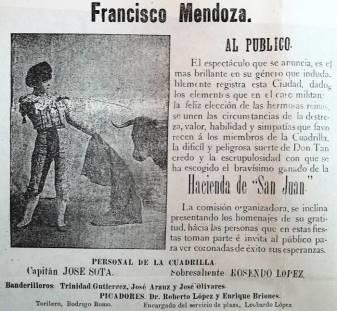 Francisco Mendoza.
AL PUBLICO.
El espectáculo que se anuncia, es el
mas brillante en su género que induda-
blemente registra esta Ciudad, dados
los elementos que en el caso militan;
la feliz elección de las hermosas reinas,
se unen las circunstancias de la destre-
za, valor, habilidad y simpatías que favo
recen á los miembros de la Cuadrilla,
la difícil y peligrosa suerte de Don Tan
credo y la escrupulosidad con que se
ha escogido el bravísimo ganado de la
Hacienda de "San Juan"
La comisión organizadora, se inclina
presentando los homenajes de su grati-
tud, hácia las personas que en estas fies-
tas toman parte é invita al público pa-
ra ver coronadas de éxito sus esperanzas.
PERSONAL DE LA CUADRILLA.
Capitán JOSE SOTA. Sobresaliente ROSENDO LOPEZ.
Banderilleros Trinidad Gutierrez, José Arauz y José Olivares.
PICADORES. Dr. Roberto López y Enrique Briones.
Torilero, Rodrigo Romo. Encargado del servicio de plaza, Leobardo López